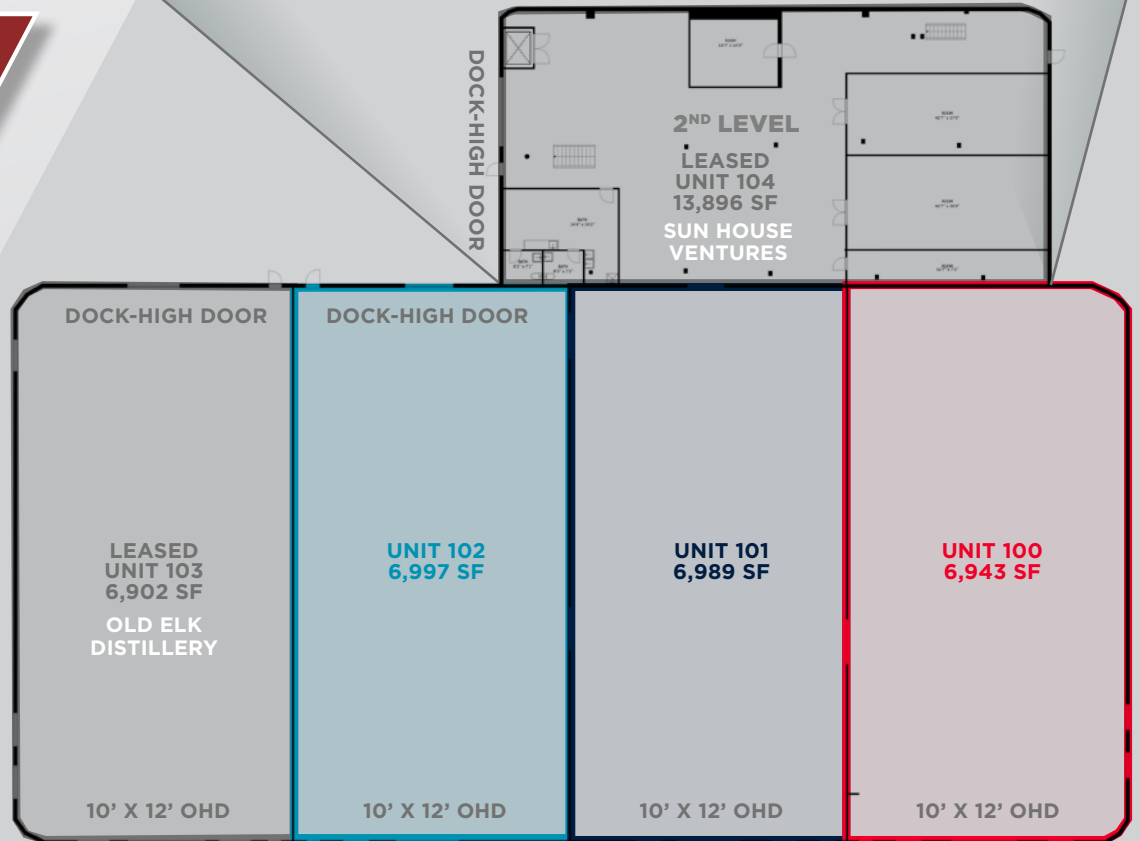 DOCK-HIGH DOOR
2ND LEVEL
LEASED
UNIT 104
13,896 SF
SUN HOUSE
VENTURES
DOCK-HIGH DOOR
DOCK-HIGH DOOR
LEASED
UNIT 103
6,902 SF
OLD ELK
DISTILLERY
UNIT 102
6,997 SF
UNIT 101
6,989 SF
UNIT 100
6,943 SF
10’ X 12’ OHD
10’ X 12’ OHD
10’ X 12’ OHD
10’ X 12’ OHD